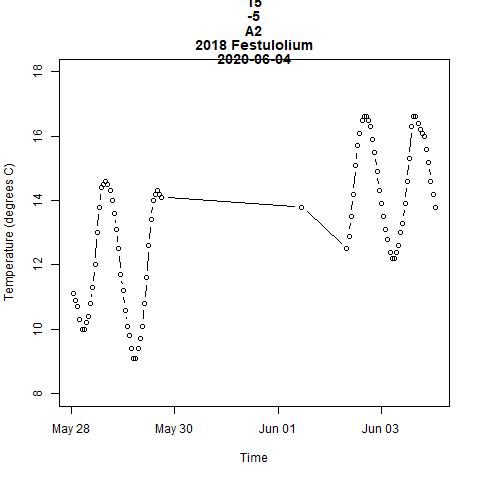 15
-5
A2
2018 Festulolium
2020-06-04
18
16
14
12
10
8
Temperature (degrees C)
May 28
May 30
Jun 01
Jun 03
Time